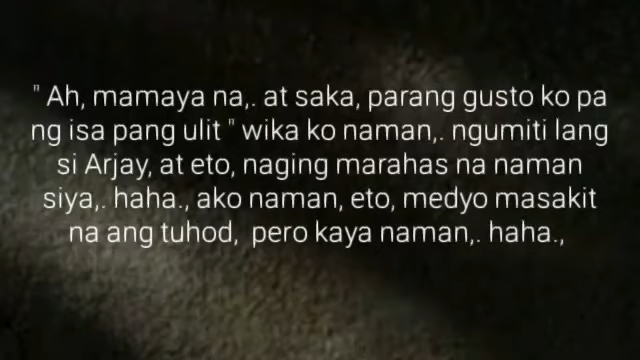 " Ah, mamaya na,. at saka, parang gusto ko pa
ng isa pang ulit " wika ko naman,. ngumiti lang
si Arjay, at eto, naging marahas na naman
siya,. haha., ako naman, eto, medyo masakit
na ang tuhod, pero kaya naman,. haha.,